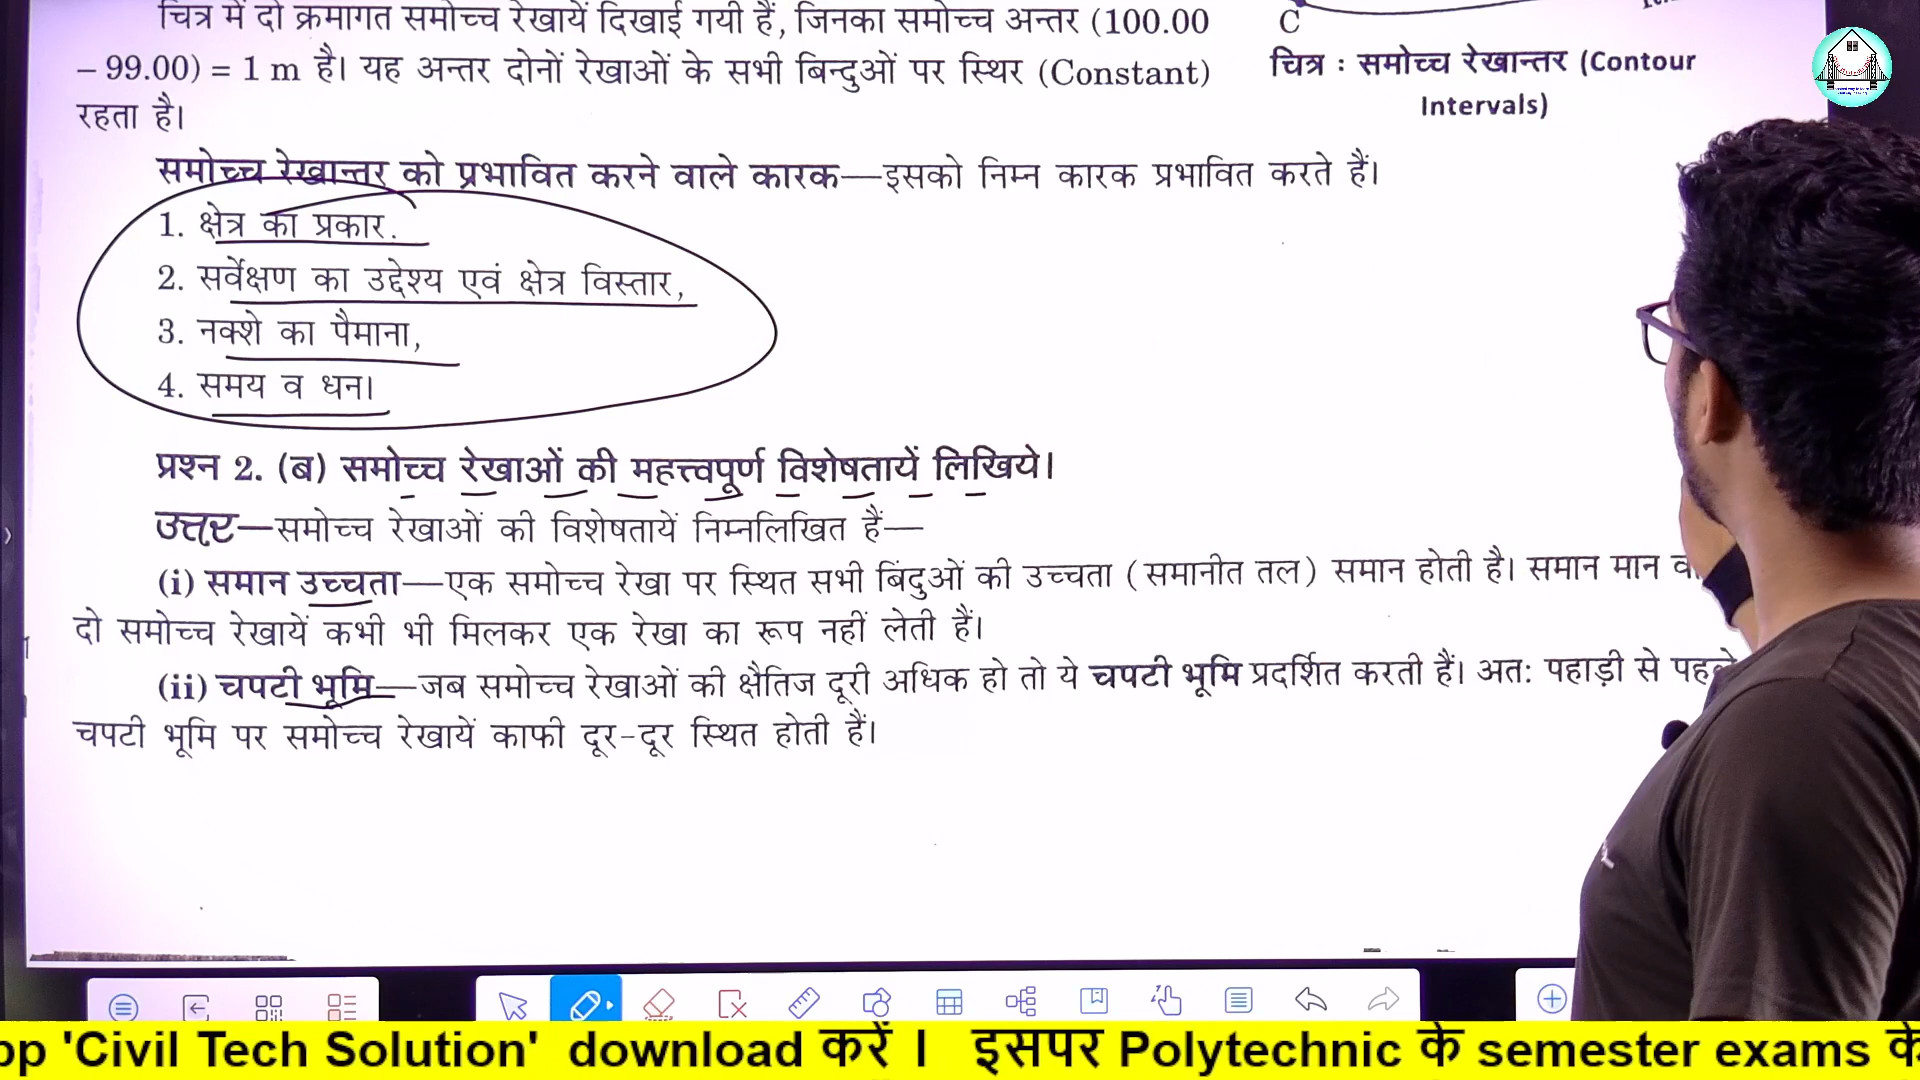 चित्र में दो क्रमागत समोच्च रेखायें दिखाई गयी हैं, जिनका समोच्च अन्तर (100.00
– 99.00) = 1 m है। यह अन्तर दोनों रेखाओं के सभी बिन्दुओं पर स्थिर (Constant)
रहता है।
C
चित्र : समोच्च रेखान्तर (Contour
Intervals)
समोच्च रेखान्तर को प्रभावित करने वाले कारक—इसको निम्न कारक प्रभावित करते हैं।
1. क्षेत्र का प्रकार.
2. सर्वेक्षण का उद्देश्य एवं क्षेत्र विस्तार,
3. नक्शे का पैमाना,
4. समय व धन।
प्रश्न 2. (ब) समोच्च रेखाओं की महत्त्वपूर्ण विशेषतायें लिखिये।
उत्तर—समोच्च रेखाओं की विशेषतायें निम्नलिखित हैं—
(i) समान उच्चता—एक समोच्च रेखा पर स्थित सभी बिंदुओं की उच्चता (समानीत तल) समान होती है। समान मान
दो समोच्च रेखायें कभी भी मिलकर एक रेखा का रूप नहीं लेती हैं।
(ii) चपटी भूमि—जब समोच्च रेखाओं की क्षैतिज दूरी अधिक हो तो ये चपटी भूमि प्रदर्शित करती हैं। अत: पहाड़ी से पहले
चपटी भूमि पर समोच्च रेखायें काफी दूर-दूर स्थित होती हैं।
pp 'Civil Tech Solution' download करें । इसपर Polytechnic के semester exams के